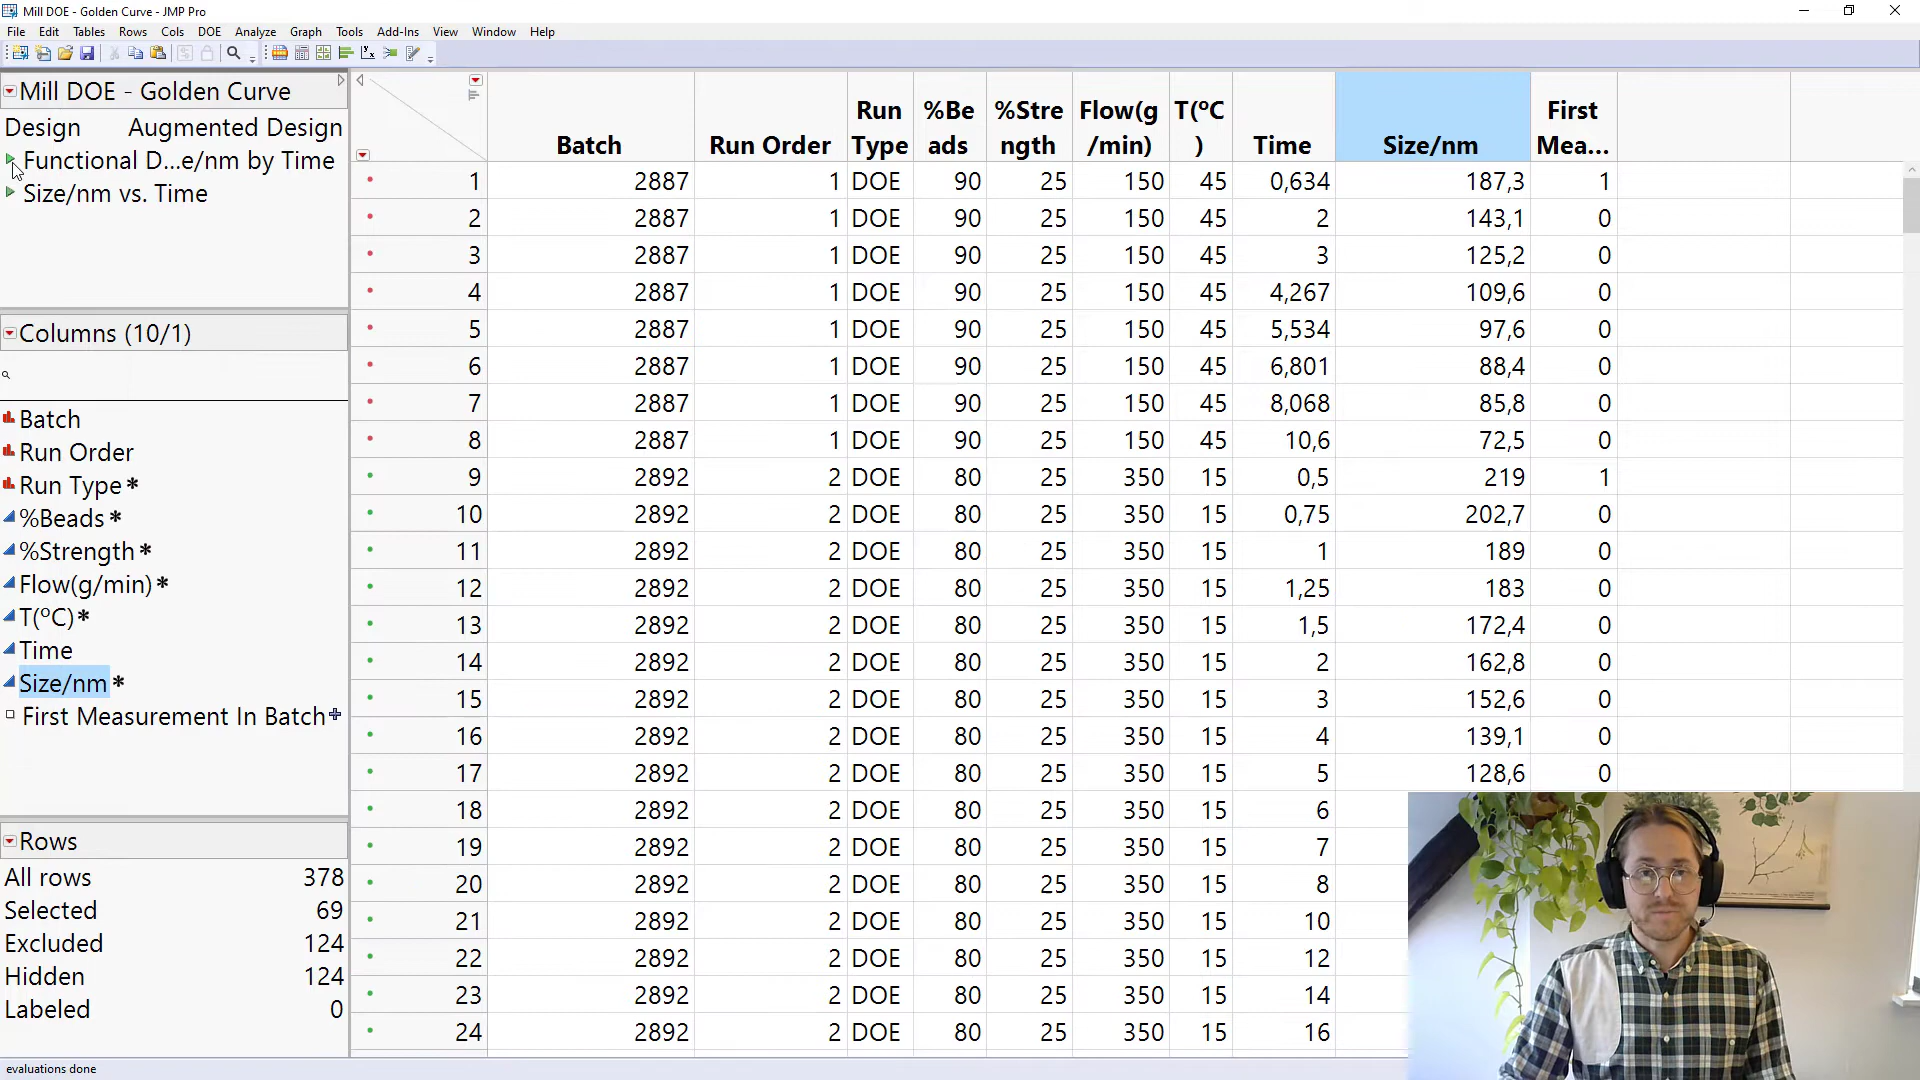 Mill DOE - Golden Curve - JMP Pro
File Edit Tables Rows Cols DOE Analyze Graph Tools Add-Ins View Window Help
Mill DOE - Golden Curve
Design Augmented Design
Functional D...e/nm by Time
Size/nm vs. Time
Columns (10/1)
Batch
Run Order
Run Type *
%Beads *
%Strength *
Flow(g/min) *
T(ºC) *
Time
Size/nm *
First Measurement In Batch
Rows
All rows 378
Selected 69
Excluded 124
Hidden 124
Labeled 0
Batch Run Order Run Type %Beads %Strength Flow(g/min) T(ºC) Time Size/nm First Mea...
1 2887 1 DOE 90 25 150 45 0,634 187,3 1
2 2887 1 DOE 90 25 150 45 2 143,1 0
3 2887 1 DOE 90 25 150 45 3 125,2 0
4 2887 1 DOE 90 25 150 45 4,267 109,6 0
5 2887 1 DOE 90 25 150 45 5,534 97,6 0
6 2887 1 DOE 90 25 150 45 6,801 88,4 0
7 2887 1 DOE 90 25 150 45 8,068 85,8 0
8 2887 1 DOE 90 25 150 45 10,6 72,5 0
9 2892 2 DOE 80 25 350 15 0,5 219 1
10 2892 2 DOE 80 25 350 15 0,75 202,7 0
11 2892 2 DOE 80 25 350 15 1 189 0
12 2892 2 DOE 80 25 350 15 1,25 183 0
13 2892 2 DOE 80 25 350 15 1,5 172,4 0
14 2892 2 DOE 80 25 350 15 2 162,8 0
15 2892 2 DOE 80 25 350 15 3 152,6 0
16 2892 2 DOE 80 25 350 15 4 139,1 0
17 2892 2 DOE 80 25 350 15 5 128,6 0
18 2892 2 DOE 80 25 350 15 6
19 2892 2 DOE 80 25 350 15 7
20 2892 2 DOE 80 25 350 15 8
21 2892 2 DOE 80 25 350 15 10
22 2892 2 DOE 80 25 350 15 12
23 2892 2 DOE 80 25 350 15 14
24 2892 2 DOE 80 25 350 15 16
evaluations done